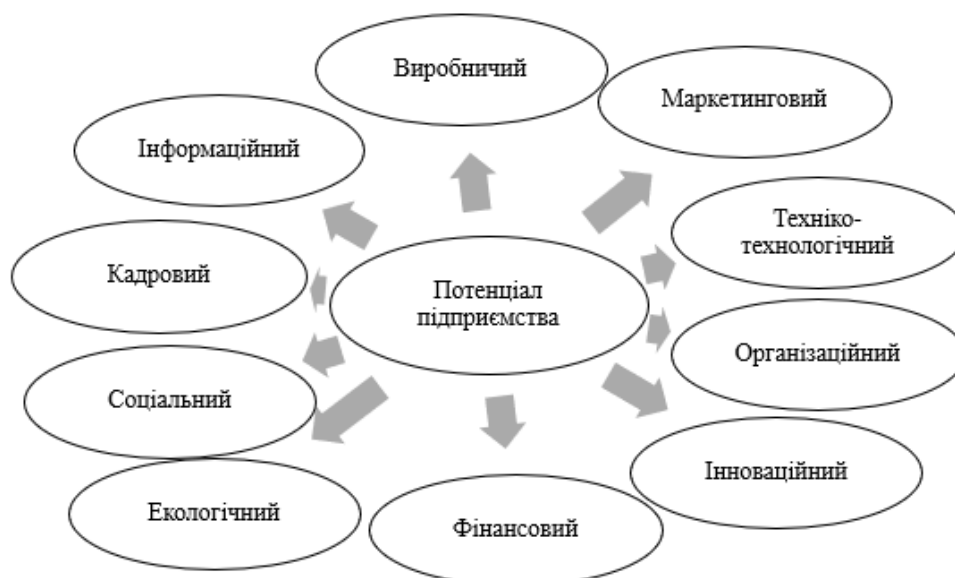 Виробничий
Маркетинговий
Інформаційний
Техніко-
технологічний
Кадровий
Потенціал
підприємства
Організаційний
Соціальний
Інноваційний
Екологічний
Фінансовий